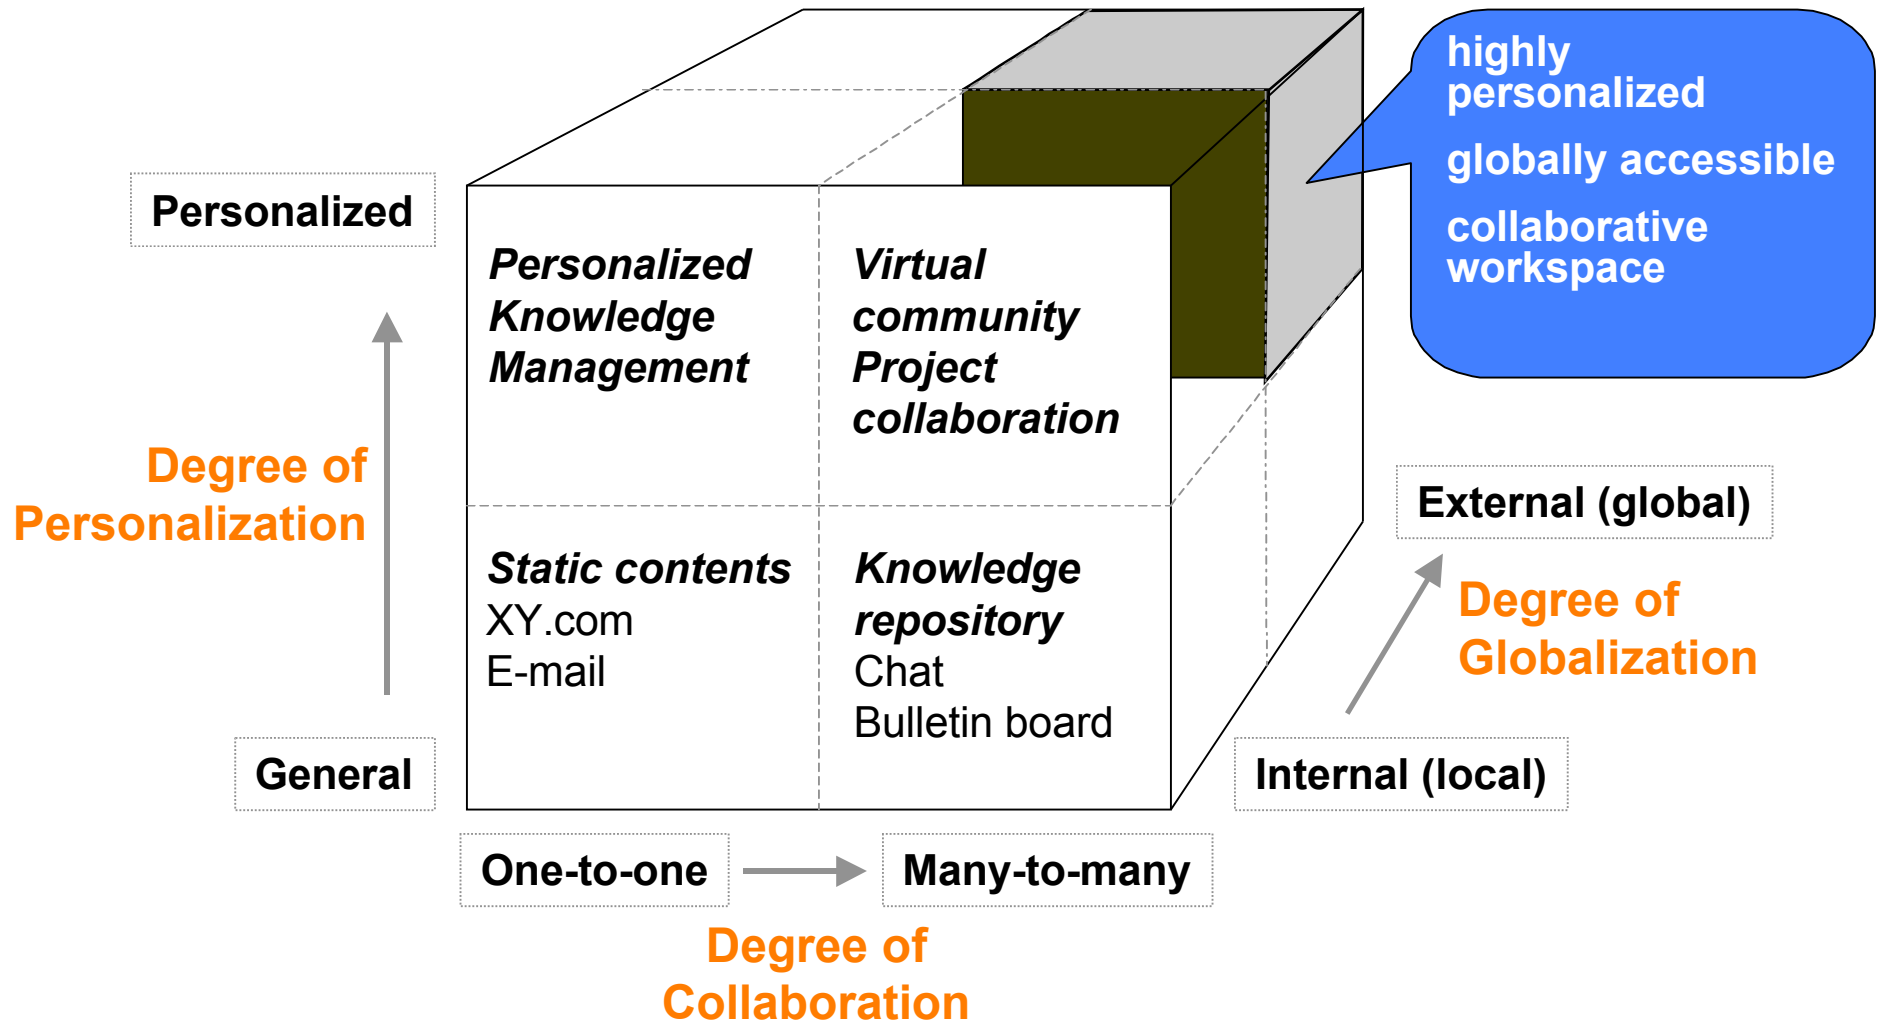 highly
personalized
globally accessible
collaborative
workspace
Personalized
Personalized
Knowledge
Management
Virtual
community
Project
collaboration
Degree of
Personalization
External (global)
Static contents
XY.com
E-mail
Knowledge
repository
Chat
Bulletin board
Degree of
Globalization
General
Internal (local)
One-to-one
Many-to-many
Degree of
Collaboration